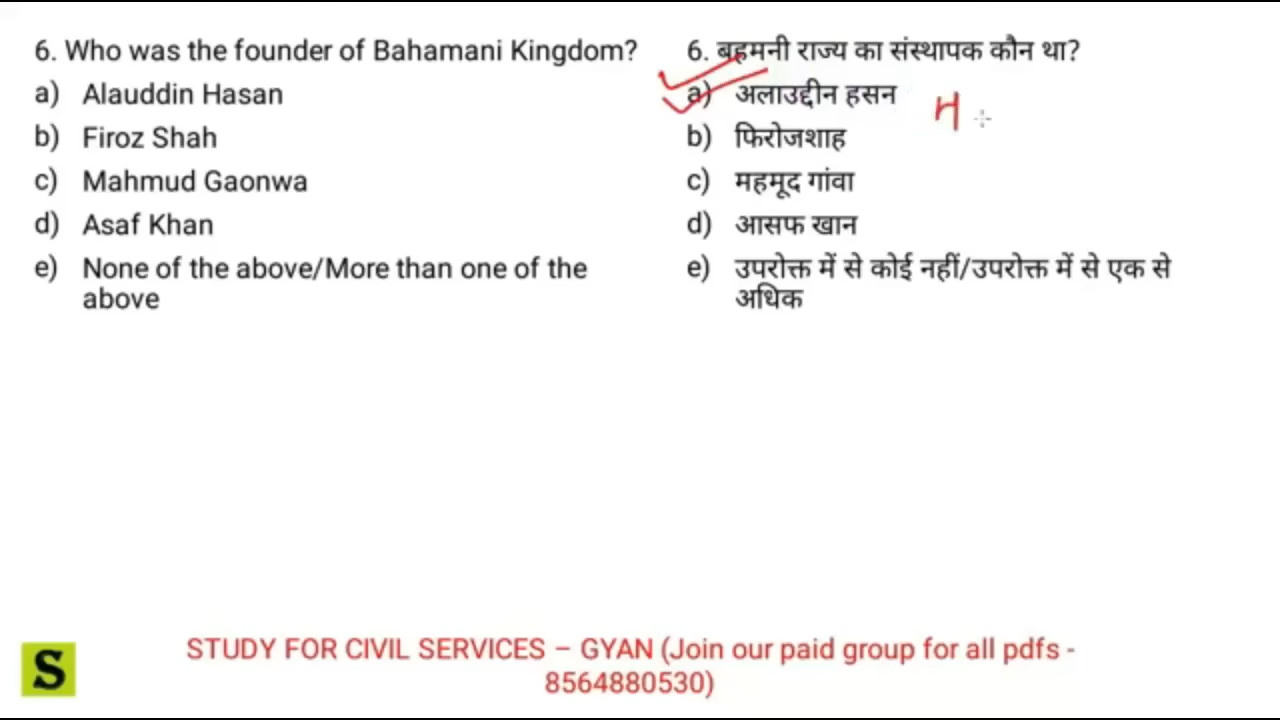 6. Who was the founder of Bahamani Kingdom?
a) Alauddin Hasan
b) Firoz Shah
c) Mahmud Gaonwa
d) Asaf Khan
e) None of the above/More than one of the
above
6. बहमनी राज्य का संस्थापक कौन था?
a) अलाउद्दीन हसन
b) फिरोजशाह
c) महमूद गांवा
d) आसफ खान
e) उपरोक्त में से कोई नहीं/उपरोक्त में से एक से
अधिक
STUDY FOR CIVIL SERVICES – GYAN (Join our paid group for all pdfs -
8564880530)
S